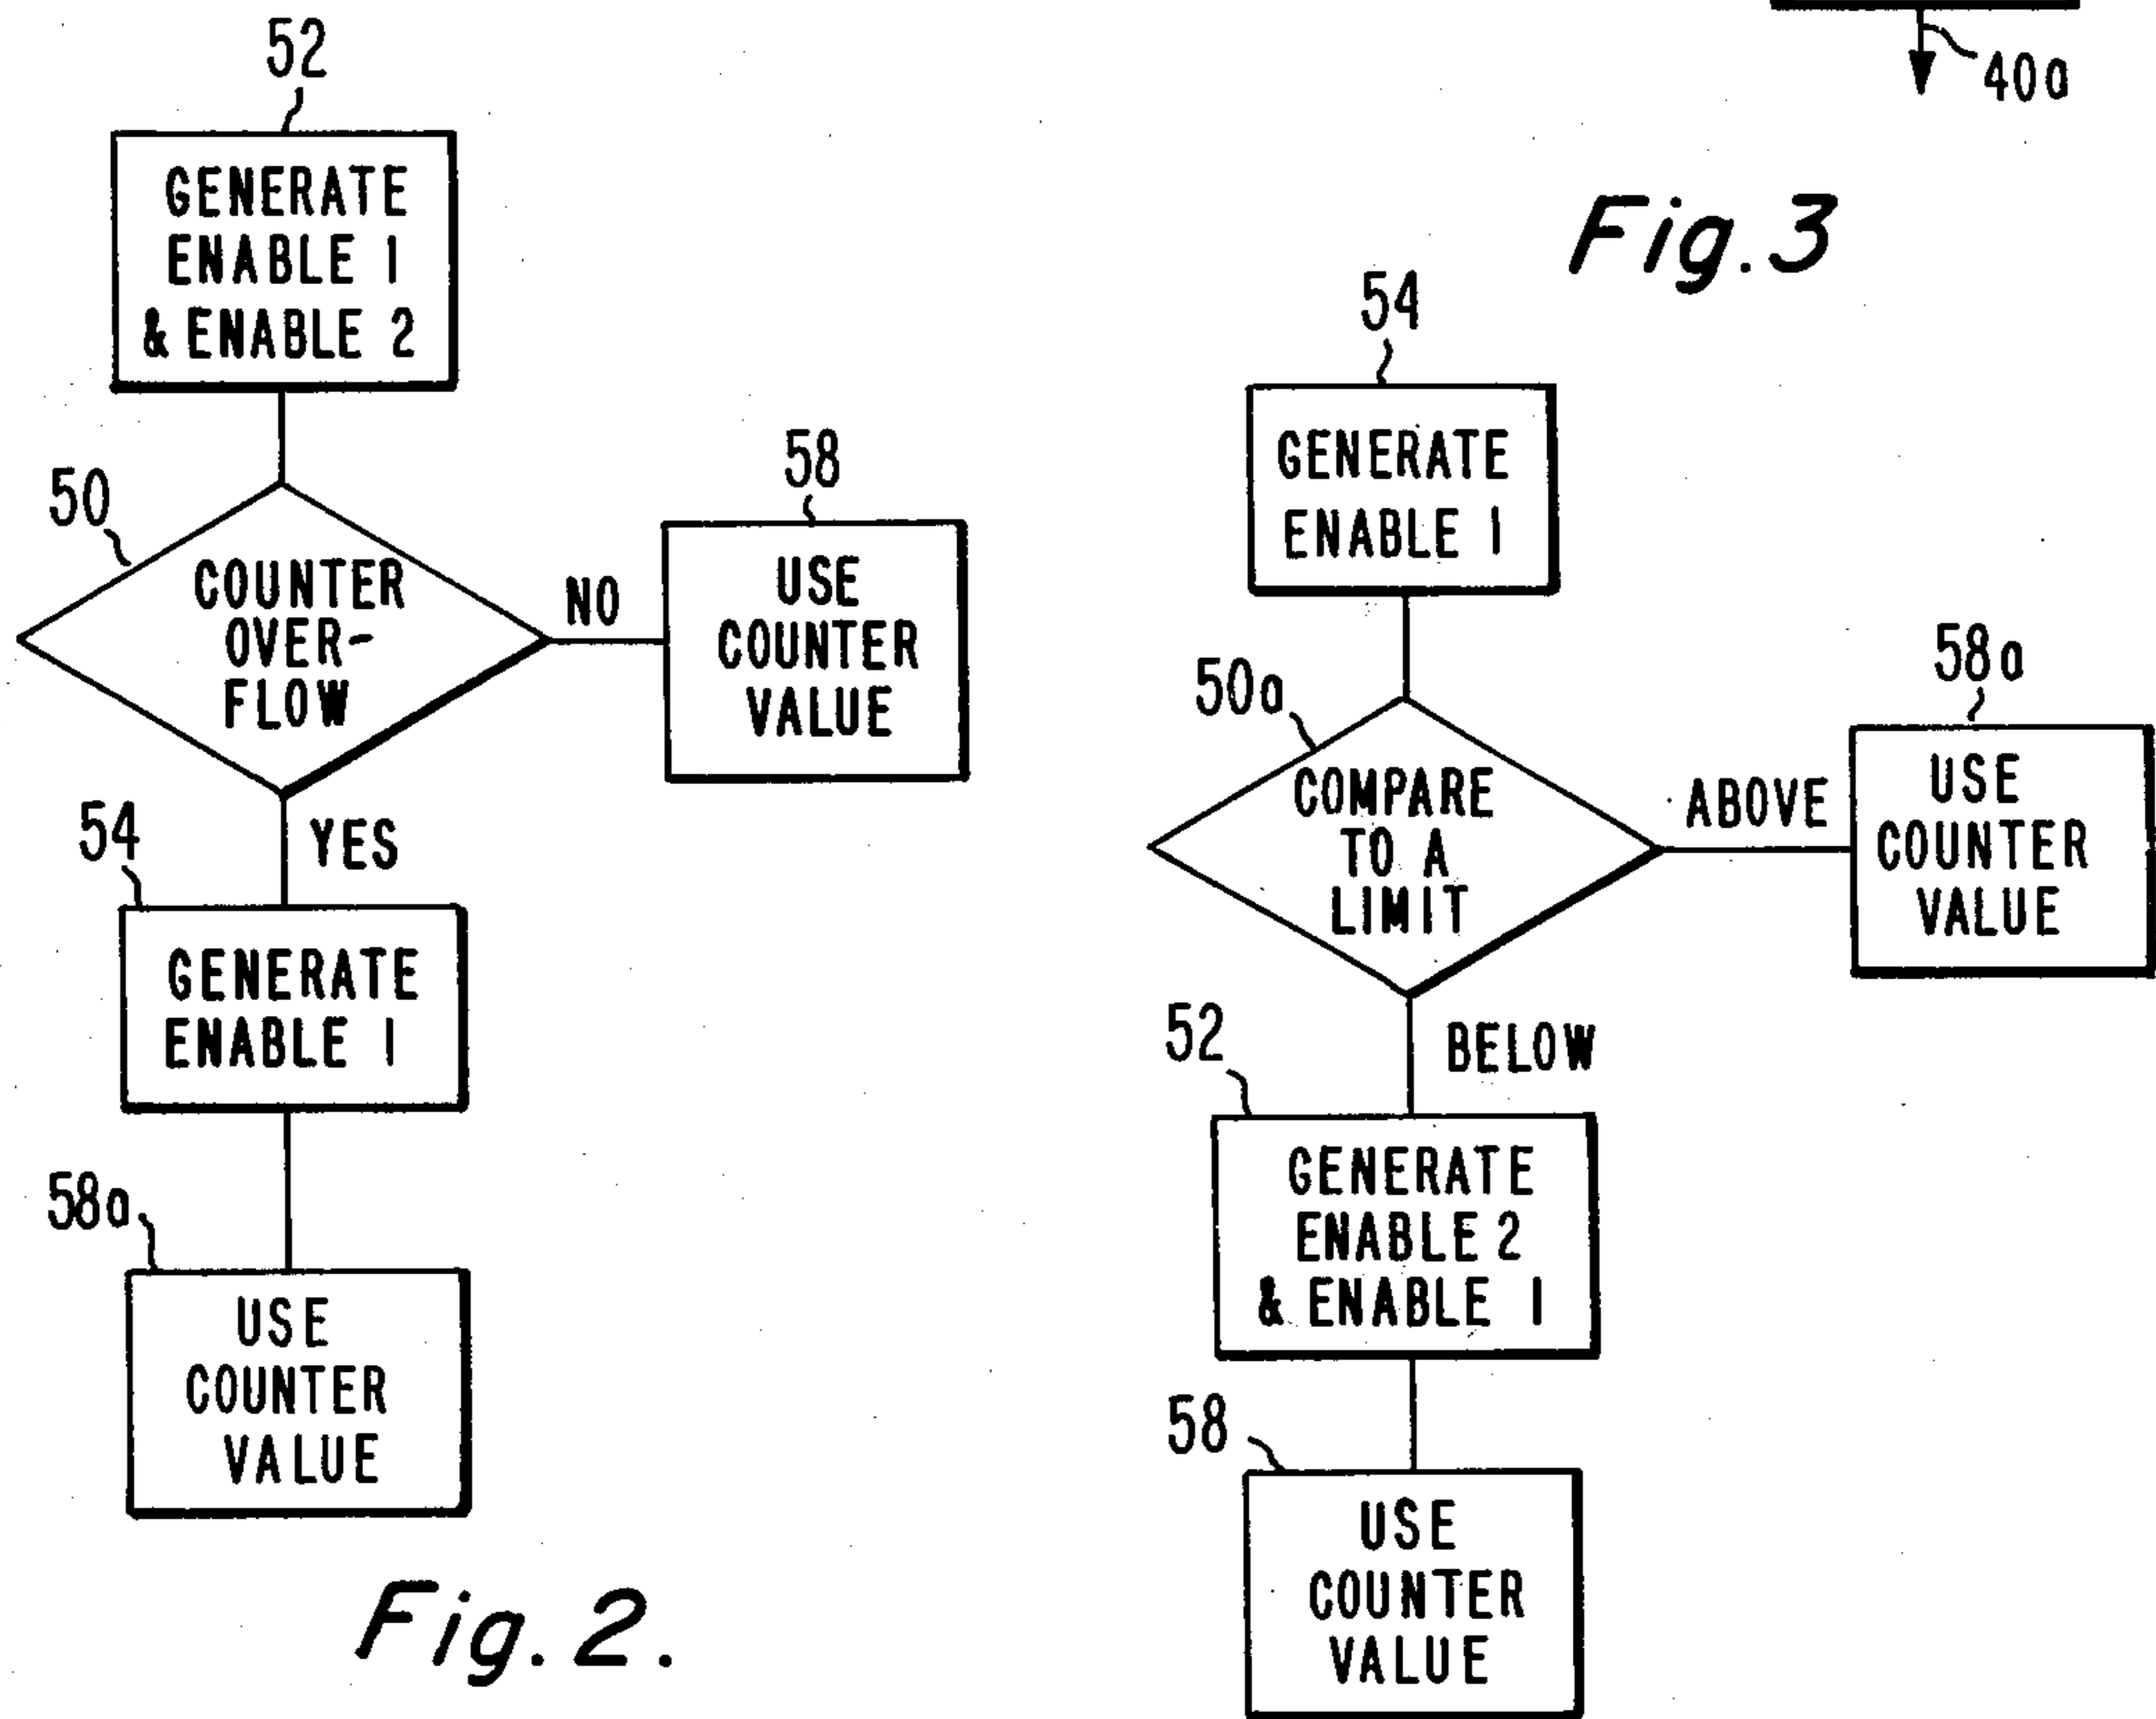 52
GENERATE
ENABLE 1
& ENABLE 2
50
COUNTER
OVER-
FLOW
NO
58
USE
COUNTER
VALUE
YES
54
GENERATE
ENABLE 1
58a
USE
COUNTER
VALUE
Fig. 2.
40a
Fig. 3
54
GENERATE
ENABLE 1
50a
COMPARE
TO A
LIMIT
ABOVE
58a
USE
COUNTER
VALUE
BELOW
52
GENERATE
ENABLE 2
& ENABLE 1
58
USE
COUNTER
VALUE